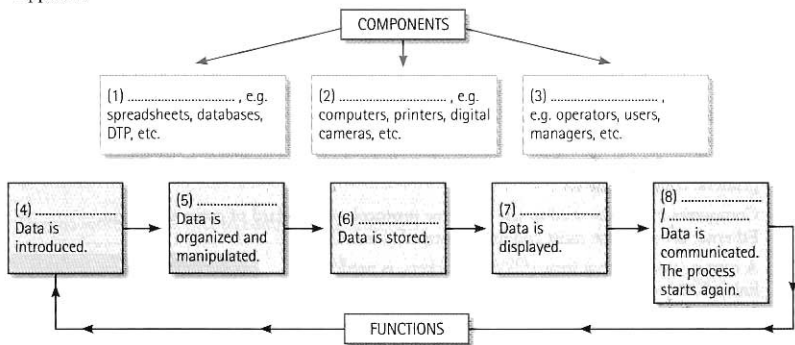 COMPONENTS
(1) ........................... , e.g.
spreadsheets, databases,
DTP, etc.
(2) ........................... , e.g.
computers, printers, digital
cameras, etc.
(3) ........................... ,
e.g. operators, users,
managers, etc.
(4) ....................
Data is
introduced.
(5) ....................
Data is
organized and
manipulated.
(6) ....................
Data is stored.
(7) ....................
Data is
displayed.
(8) ....................
/ ....................
Data is
communicated.
The process
starts again.
FUNCTIONS